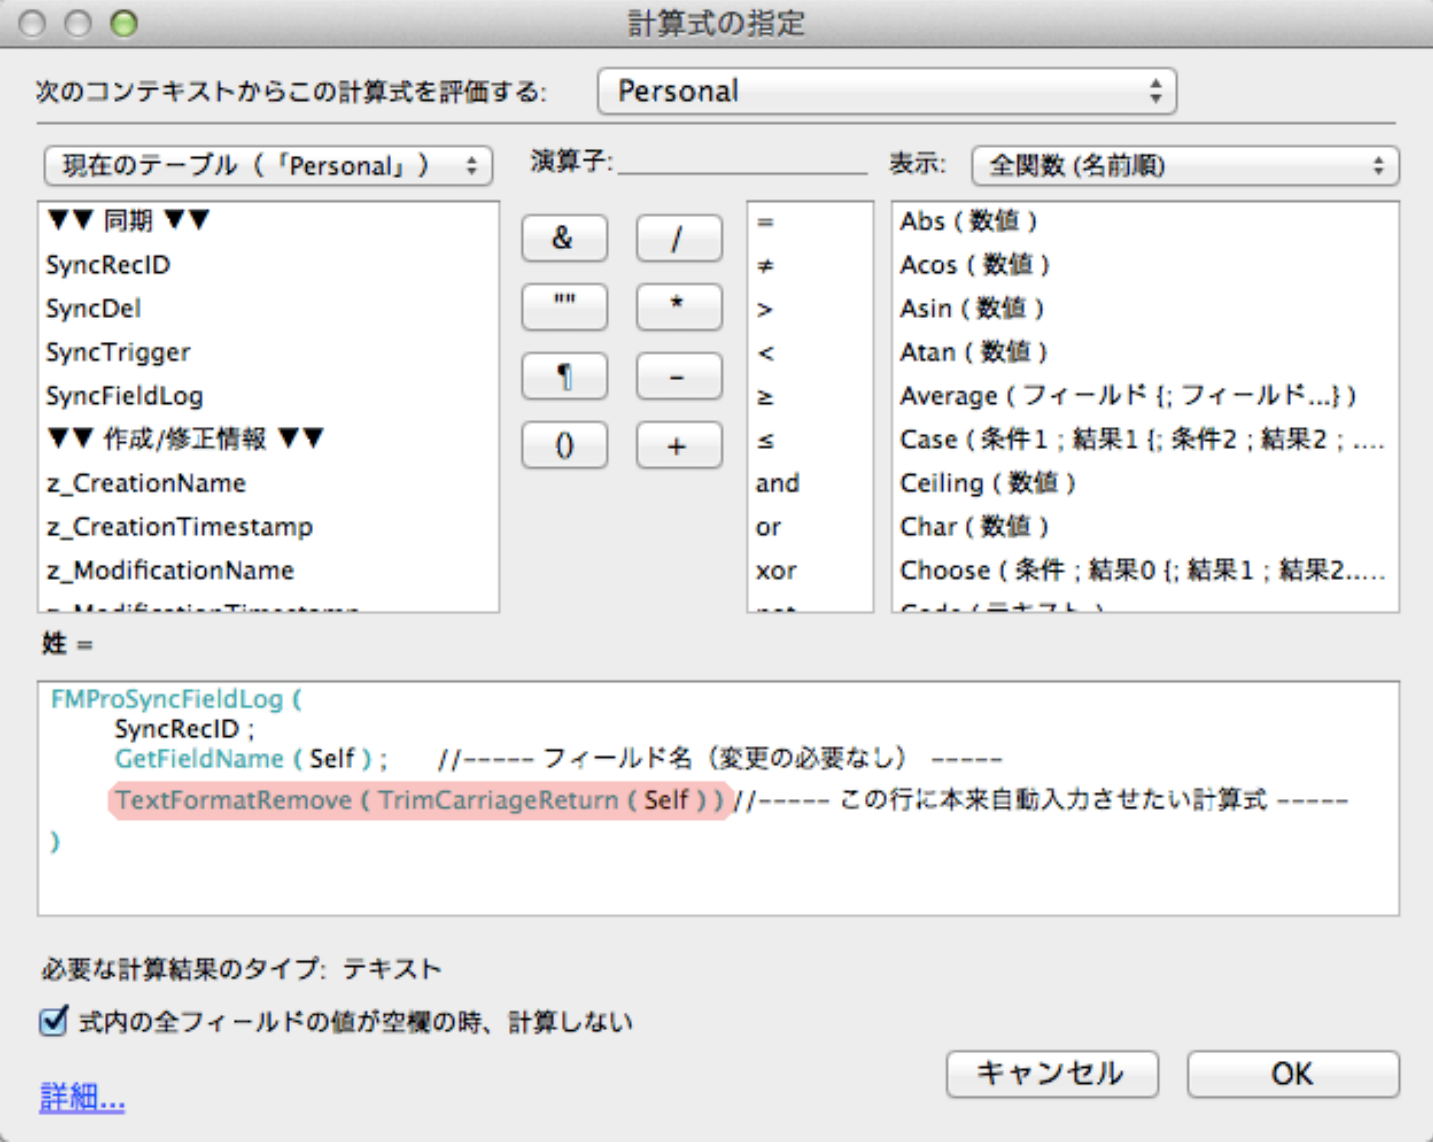 計算式の指定
次のコンテキストからこの計算式を評価する: Personal
現在のテーブル（「Personal」） 演算子: 表示: 全関数 (名前順)
▼▼ 同期 ▼▼
SyncRecID
SyncDel
SyncTrigger
SyncFieldLog
▼▼ 作成/修正情報 ▼▼
z_CreationName
z_CreationTimestamp
z_ModificationName
z_ModificationTimestamp
& /
"" *
¶ -
() +
=
≠
>
<
≥
≤
and
or
xor
not
Abs ( 数値 )
Acos ( 数値 )
Asin ( 数値 )
Atan ( 数値 )
Average ( フィールド {; フィールド...} )
Case ( 条件1 ; 結果1 {; 条件2 ; 結果2 ; ....
Ceiling ( 数値 )
Char ( 数値 )
Choose ( 条件 ; 結果0 {; 結果1 ; 結果2.....
Code ( テキスト )
姓 =
FMProSyncFieldLog (
SyncRecID ;
GetFieldName ( Self ) ; //----- フィールド名（変更の必要なし） -----
TextFormatRemove ( TrimCarriageReturn ( Self ) ) //----- この行に本来自動入力させたい計算式 -----
)
必要な計算結果のタイプ: テキスト
式内の全フィールドの値が空欄の時、計算しない
キャンセル OK
詳細...